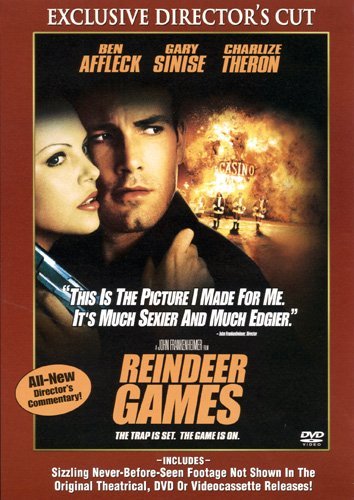 EXCLUSIVE DIRECTOR'S CUT
BEN AFFLECK
GARY SINISE
CHARLIZE THERON
CASINO
"THIS IS THE PICTURE I MADE FOR ME.
IT'S MUCH SEXIER AND MUCH EDGIER."
- John Frankenheimer, Director
A JOHN FRANKENHEIMER FILM
REINDEER
GAMES
THE TRAP IS SET. THE GAME IS ON.
All-New
Director's
Commentary!
DVD
VIDEO
–INCLUDES–
Sizzling Never-Before-Seen Footage Not Shown In The
Original Theatrical, DVD Or Videocassette Releases!